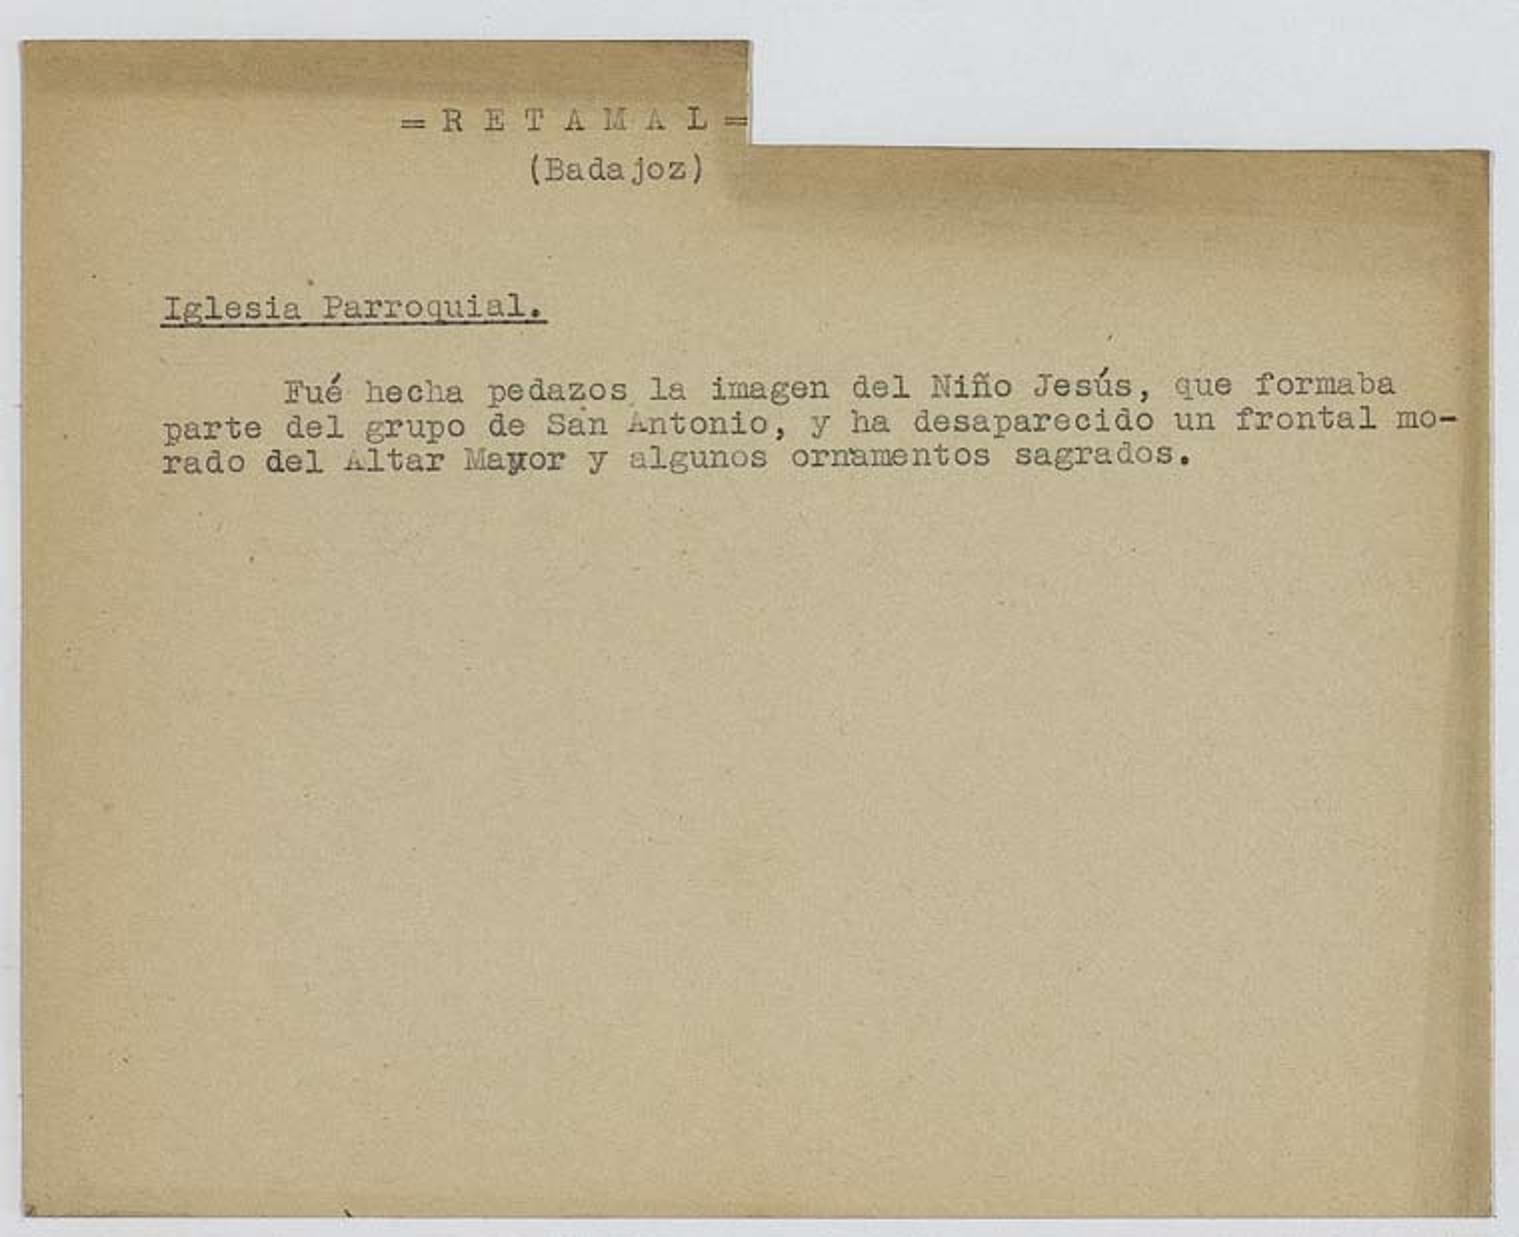 =R E T A M A L=
(Badajoz)
Iglesia Parroquial.
Fué hecha pedazos la imagen del Niño Jesús, que formaba
parte del grupo de San Antonio, y ha desaparecido un frontal mo-
rado del Altar Mayor y algunos ornamentos sagrados.